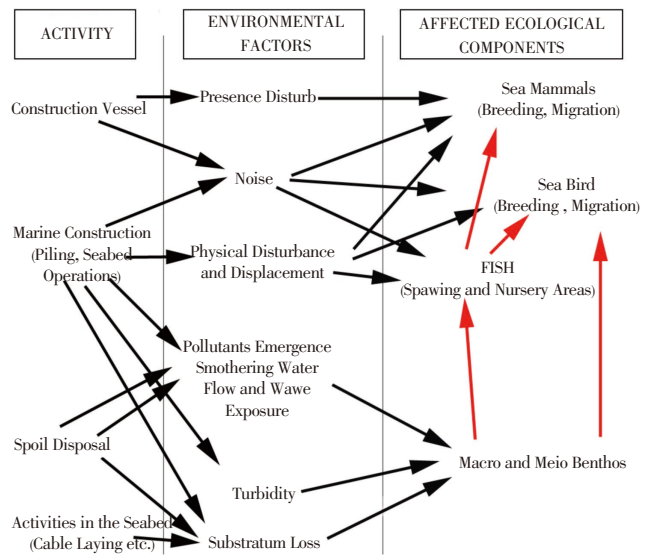 ACTIVITY
ENVIRONMENTAL
FACTORS
AFFECTED ECOLOGICAL
COMPONENTS
Construction Vessel
Presence Disturb
Sea Mammals
(Breeding, Migration)
Noise
Sea Bird
(Breeding , Migration)
Marine Construction
(Piling, Seabed
Operations)
Physical Disturbance
and Displacement
FISH
(Spawing and Nursery Areas)
Pollutants Emergence
Smothering Water
Flow and Wawe
Exposure
Spoil Disposal
Macro and Meio Benthos
Turbidity
Activities in the Seabed
(Cable Laying etc.)
Substratum Loss